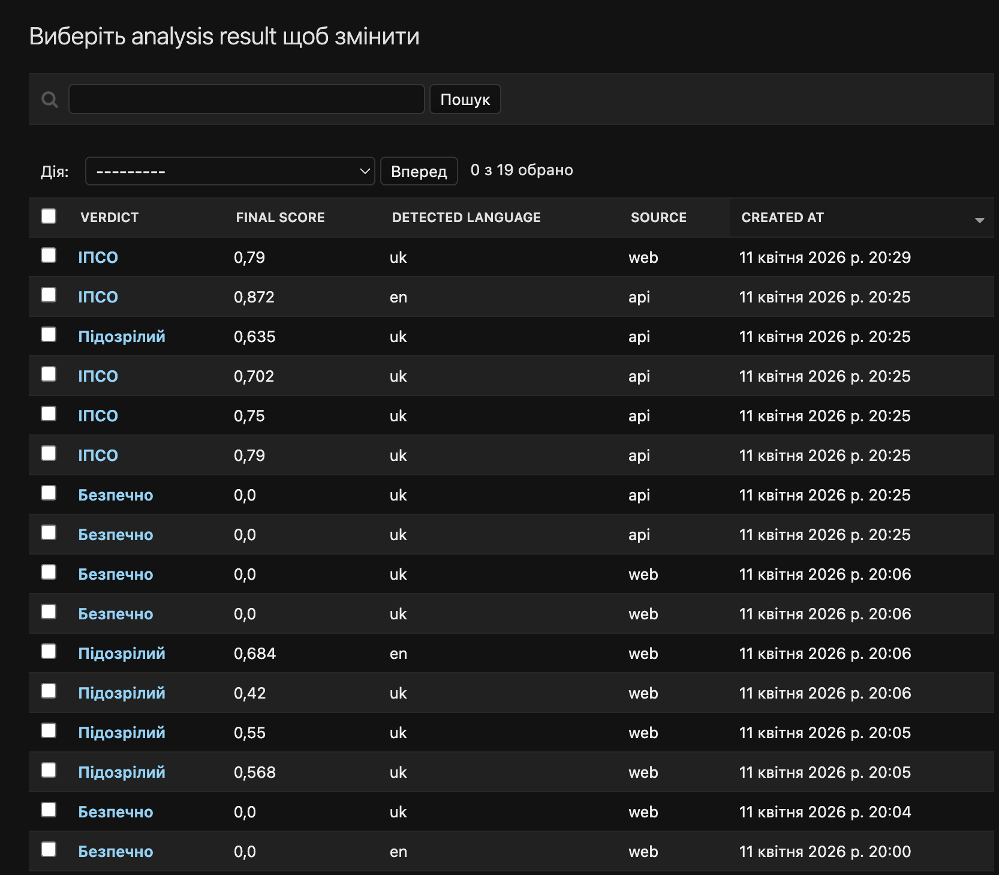 Виберіть analysis result щоб змінити
Пошук
Дія: --------- Вперед 0 з 19 обрано
VERDICT FINAL SCORE DETECTED LANGUAGE SOURCE CREATED AT
ІПСО 0,79 uk web 11 квітня 2026 р. 20:29
ІПСО 0,872 en api 11 квітня 2026 р. 20:25
Підозрілий 0,635 uk api 11 квітня 2026 р. 20:25
ІПСО 0,702 uk api 11 квітня 2026 р. 20:25
ІПСО 0,75 uk api 11 квітня 2026 р. 20:25
ІПСО 0,79 uk api 11 квітня 2026 р. 20:25
Безпечно 0,0 uk api 11 квітня 2026 р. 20:25
Безпечно 0,0 uk api 11 квітня 2026 р. 20:25
Безпечно 0,0 uk web 11 квітня 2026 р. 20:06
Безпечно 0,0 uk web 11 квітня 2026 р. 20:06
Підозрілий 0,684 en web 11 квітня 2026 р. 20:06
Підозрілий 0,42 uk web 11 квітня 2026 р. 20:06
Підозрілий 0,55 uk web 11 квітня 2026 р. 20:05
Підозрілий 0,568 uk web 11 квітня 2026 р. 20:05
Безпечно 0,0 uk web 11 квітня 2026 р. 20:04
Безпечно 0,0 en web 11 квітня 2026 р. 20:00